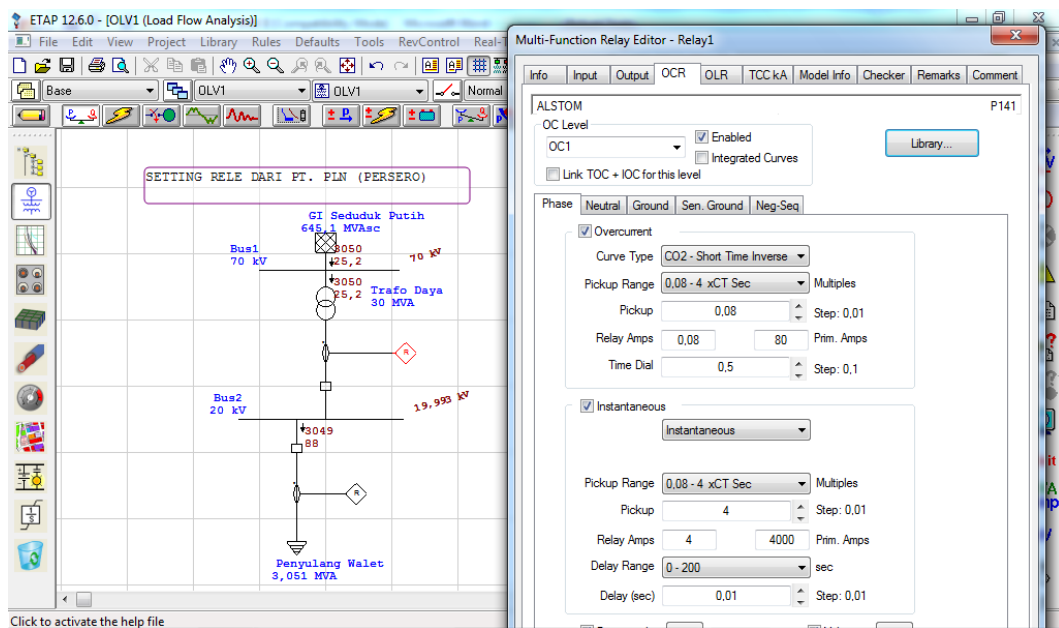 ETAP 12.6.0 - [OLV1 (Load Flow Analysis)]
File Edit View Project Library Rules Defaults Tools RevControl Real-T
Base OLV1 OLV1 Normal
SETTING RELE DARI PT. PLN (PERSERO)
GI Seduduk Putih
645,1 MVAsc
Bus1
70 kV
3050
25,2
70 kV
3050
25,2
Trafo Daya
30 MVA
R
Bus2
20 kV
19,993 kV
3049
88
R
Penyulang Walet
3,051 MVA
Click to activate the help file
Multi-Function Relay Editor - Relay1
Info Input Output OCR OLR TCC kA Model Info Checker Remarks Comment
ALSTOM P141
OC Level
OC1
Enabled
Integrated Curves
Library...
Link TOC + IOC for this level
Phase Neutral Ground Sen. Ground Neg-Seq
Overcurrent
Curve Type CO2 - Short Time Inverse
Pickup Range 0,08 - 4 xCT Sec Multiples
Pickup 0,08 Step: 0,01
Relay Amps 0,08 80 Prim. Amps
Time Dial 0,5 Step: 0,1
Instantaneous
Instantaneous
Pickup Range 0,08 - 4 xCT Sec Multiples
Pickup 4 Step: 0,01
Relay Amps 4 4000 Prim. Amps
Delay Range 0 - 200 sec
Delay (sec) 0,01 Step: 0,01